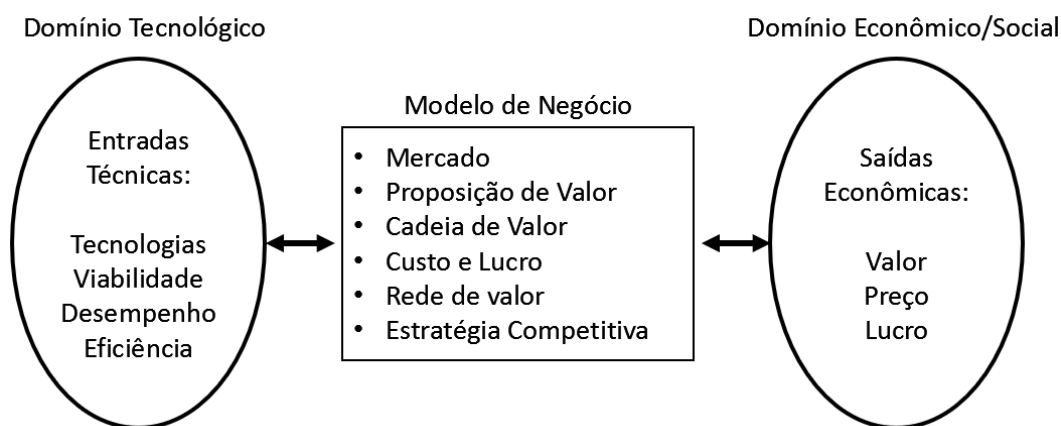 Domínio Tecnológico
Entradas
Técnicas:
Tecnologias
Viabilidade
Desempenho
Eficiência
Modelo de Negócio
• Mercado
• Proposição de Valor
• Cadeia de Valor
• Custo e Lucro
• Rede de valor
• Estratégia Competitiva
Domínio Econômico/Social
Saídas
Econômicas:
Valor
Preço
Lucro